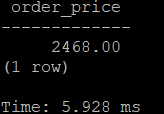 order_price
-------------
2468.00
(1 row)
Time: 5.928 ms